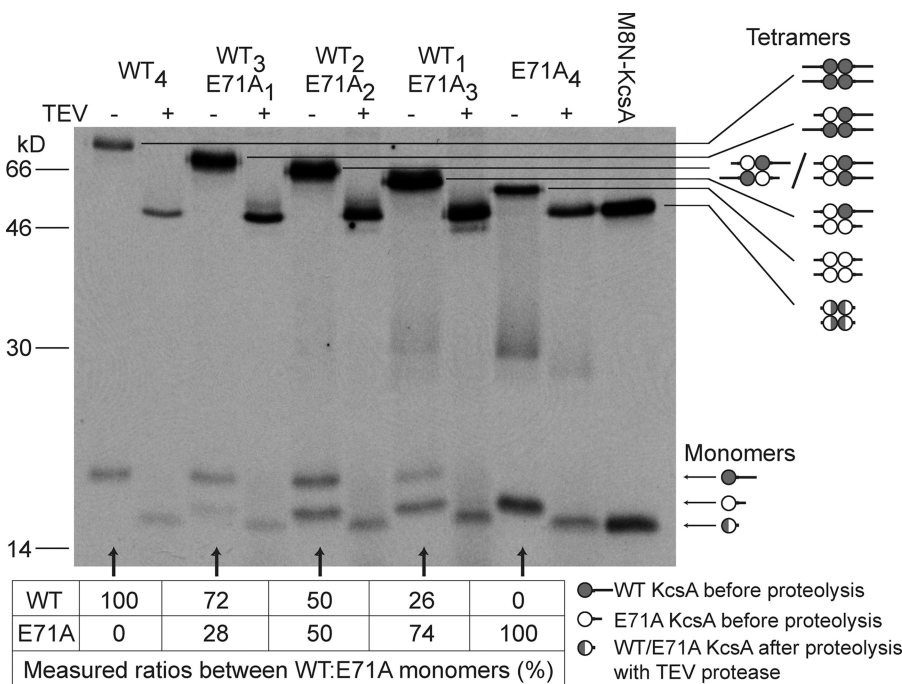 WT4
WT3
E71A1
WT2
E71A2
WT1
E71A3
E71A4
M8N-KcsA
Tetramers
TEV - + - + - + - + - +
kD
66
46
30
14
/
Monomers
WT 100 72 50 26 0
E71A 0 28 50 74 100
Measured ratios between WT:E71A monomers (%)
WT KcsA before proteolysis
E71A KcsA before proteolysis
WT/E71A KcsA after proteolysis
with TEV protease